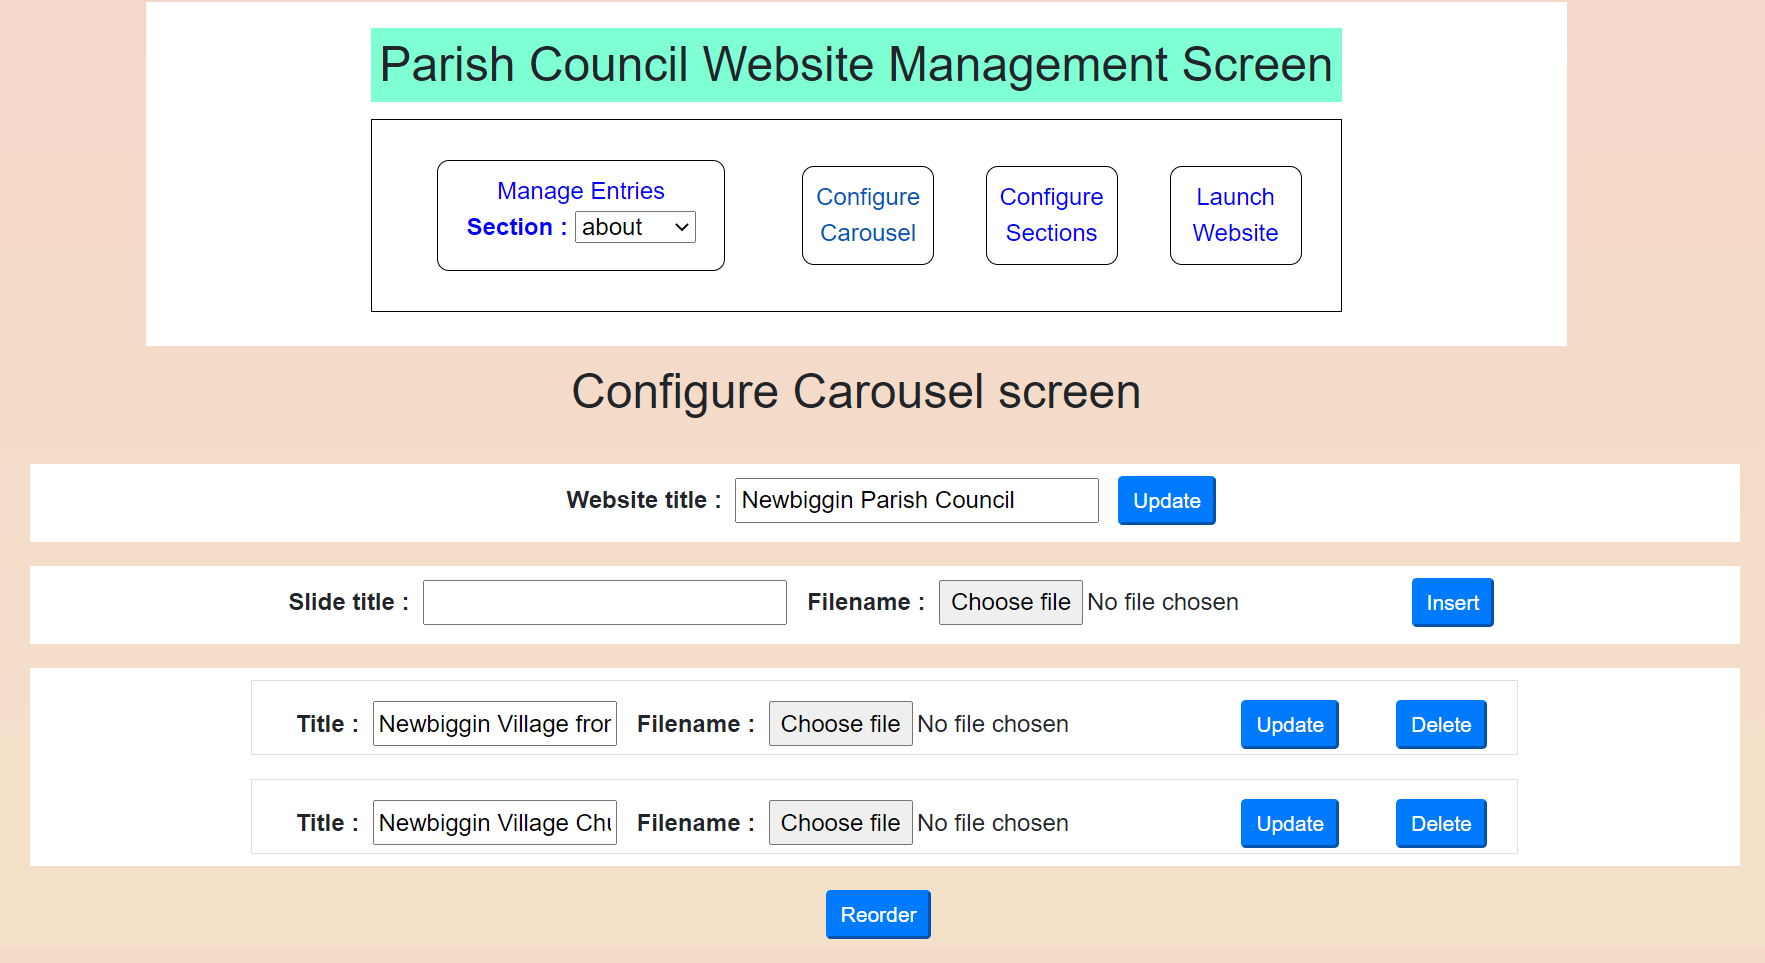 Parish Council Website Management Screen
Manage Entries
Section : about
Configure
Carousel
Configure
Sections
Launch
Website
Configure Carousel screen
Website title : Newbiggin Parish Council Update
Slide title : Filename : Choose file No file chosen Insert
Title : Newbiggin Village Filename : Choose file No file chosen Update Delete
Title : Newbiggin Village Filename : Choose file No file chosen Update Delete
Reorder